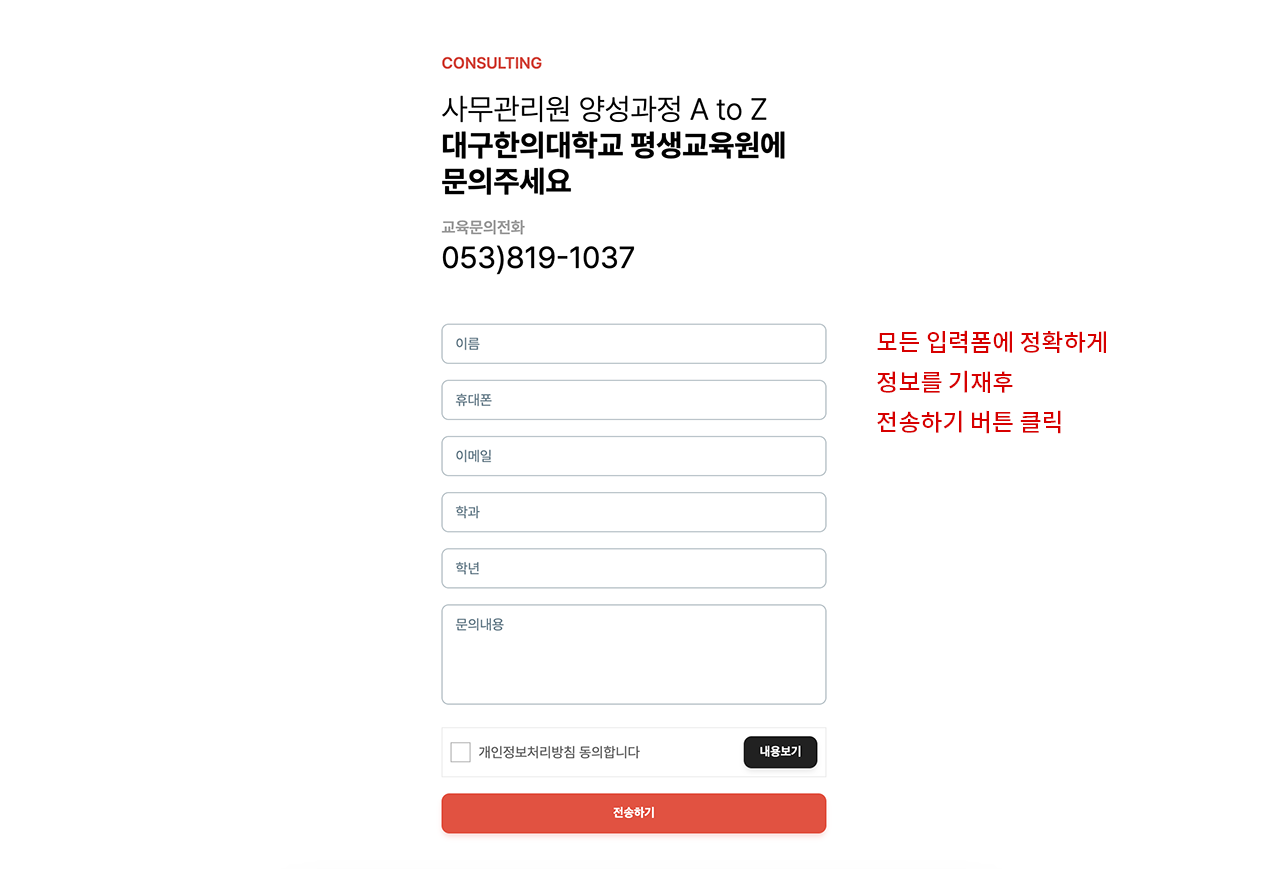 CONSULTING
사무관리원 양성과정 A to Z
대구한의대학교 평생교육원에
문의주세요
교육문의전화
053)819-1037
이름
휴대폰
이메일
학과
학년
문의내용
개인정보처리방침 동의합니다
내용보기
전송하기
모든 입력폼에 정확하게
정보를 기재후
전송하기 버튼 클릭